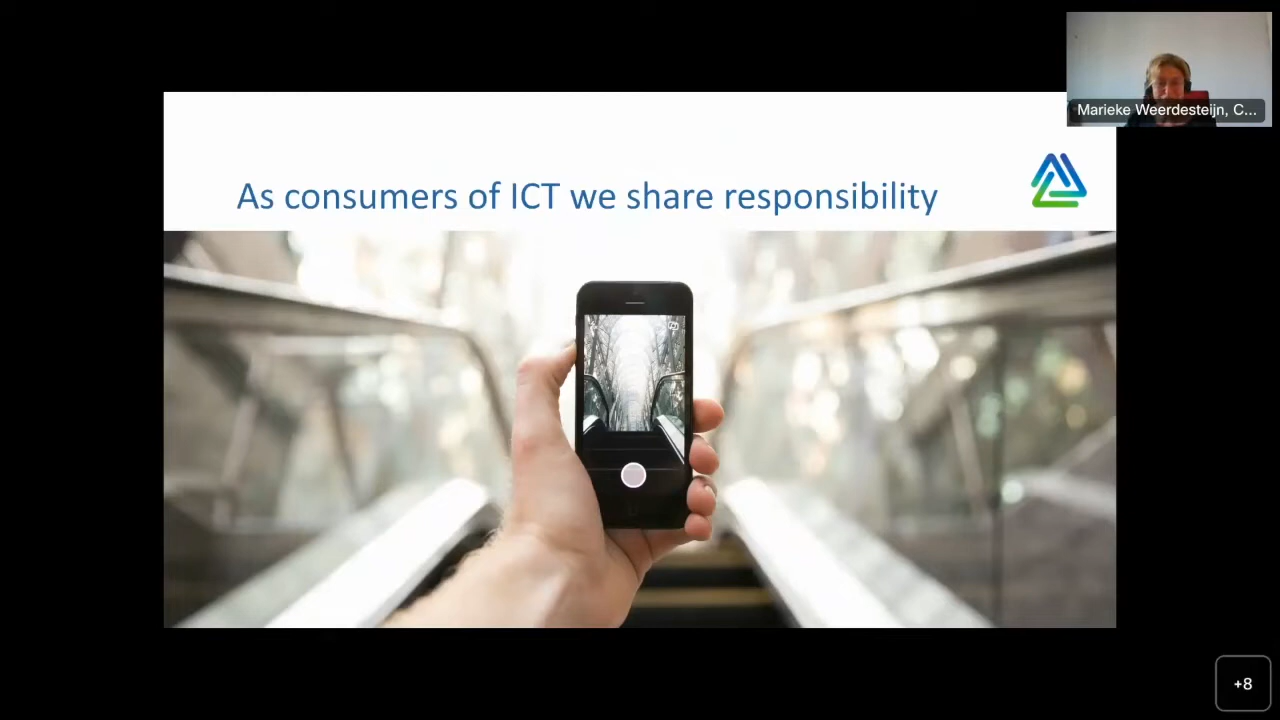 Marieke Weerdesteijn, C...
As consumers of ICT we share responsibility
+8